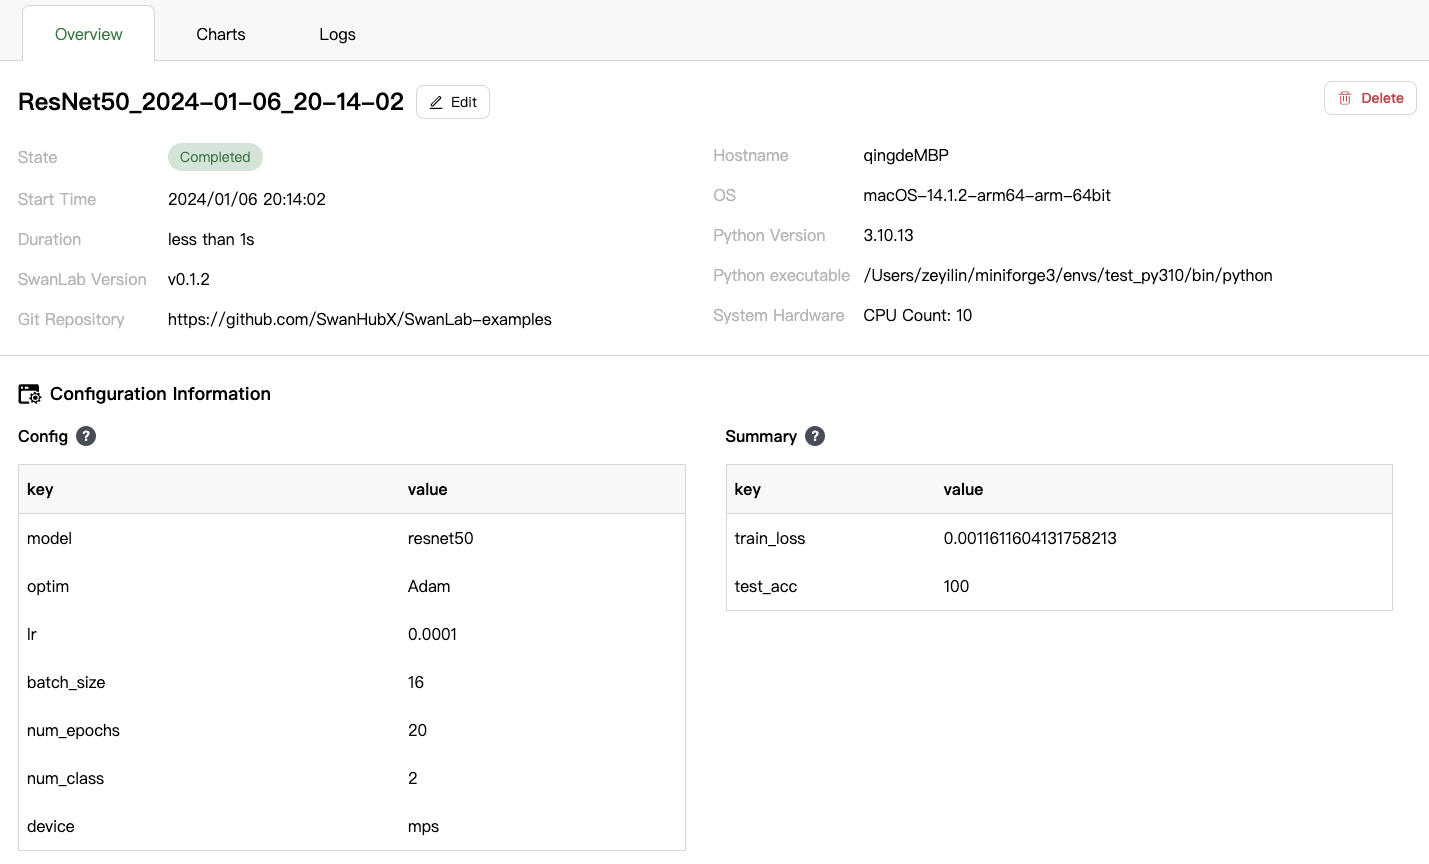 Overview Charts Logs
ResNet50_2024-01-06_20-14-02 Edit Delete
State Completed
Start Time 2024/01/06 20:14:02
Duration less than 1s
SwanLab Version v0.1.2
Git Repository https://github.com/SwanHubX/SwanLab-examples
Hostname qingdeMBP
OS macOS-14.1.2-arm64-arm-64bit
Python Version 3.10.13
Python executable /Users/zeyilin/miniforge3/envs/test_py310/bin/python
System Hardware CPU Count: 10
Configuration Information
Config ?
key value
model resnet50
optim Adam
lr 0.0001
batch_size 16
num_epochs 20
num_class 2
device mps
Summary ?
key value
train_loss 0.0011611604131758213
test_acc 100